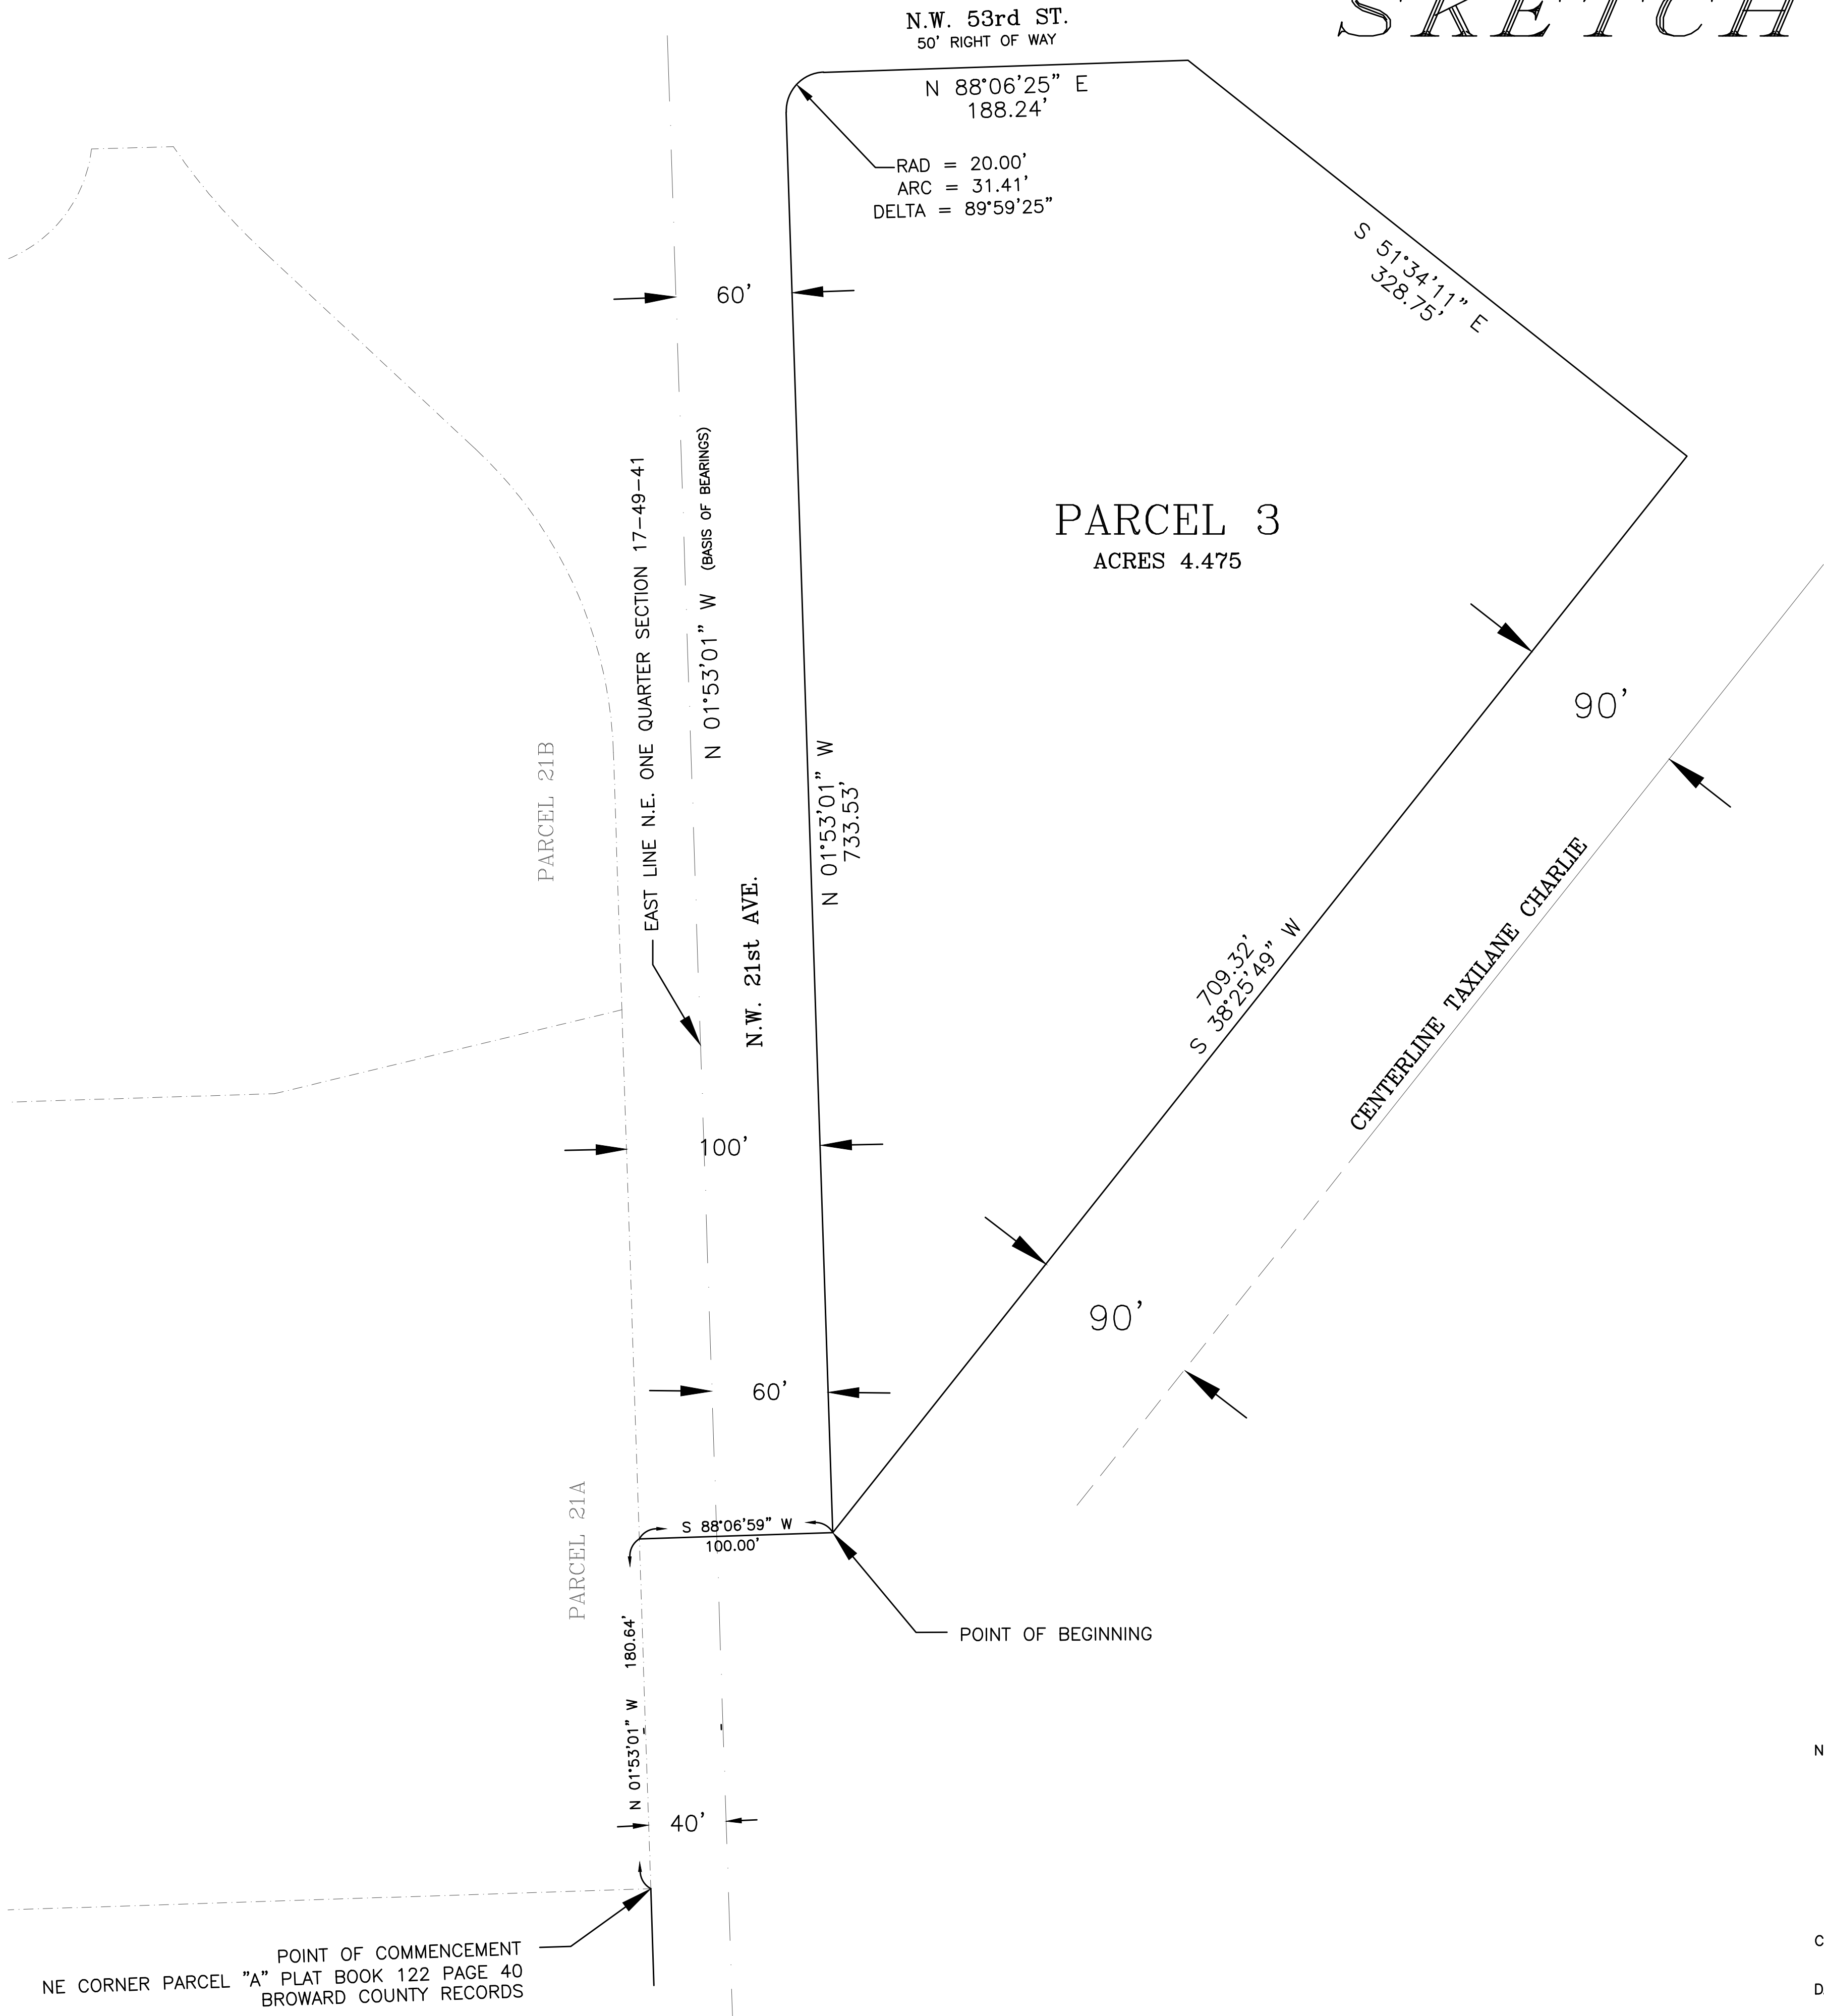 SKETCH
N.W. 53rd ST.
50' RIGHT OF WAY
N 88°06'25" E
188.24'
RAD = 20.00'
ARC = 31.41'
DELTA = 89°59'25"
S 51°34'11" E
328.75'
60'
EAST LINE N.E. ONE QUARTER SECTION 17-49-41
N 01°53'01" W (BASIS OF BEARINGS)
PARCEL 3
ACRES 4.475
90'
PARCEL 21B
N 01°53'01" W
733.53'
N.W. 21st AVE.
709.32'
S 38°25'49" W
CENTERLINE TAXILANE CHARLIE
100'
90'
60'
PARCEL 21A
S 88°06'59" W
100.00'
POINT OF BEGINNING
N 01°53'01" W 180.64'
40'
POINT OF COMMENCEMENT
NE CORNER PARCEL "A" PLAT BOOK 122 PAGE 40
BROWARD COUNTY RECORDS